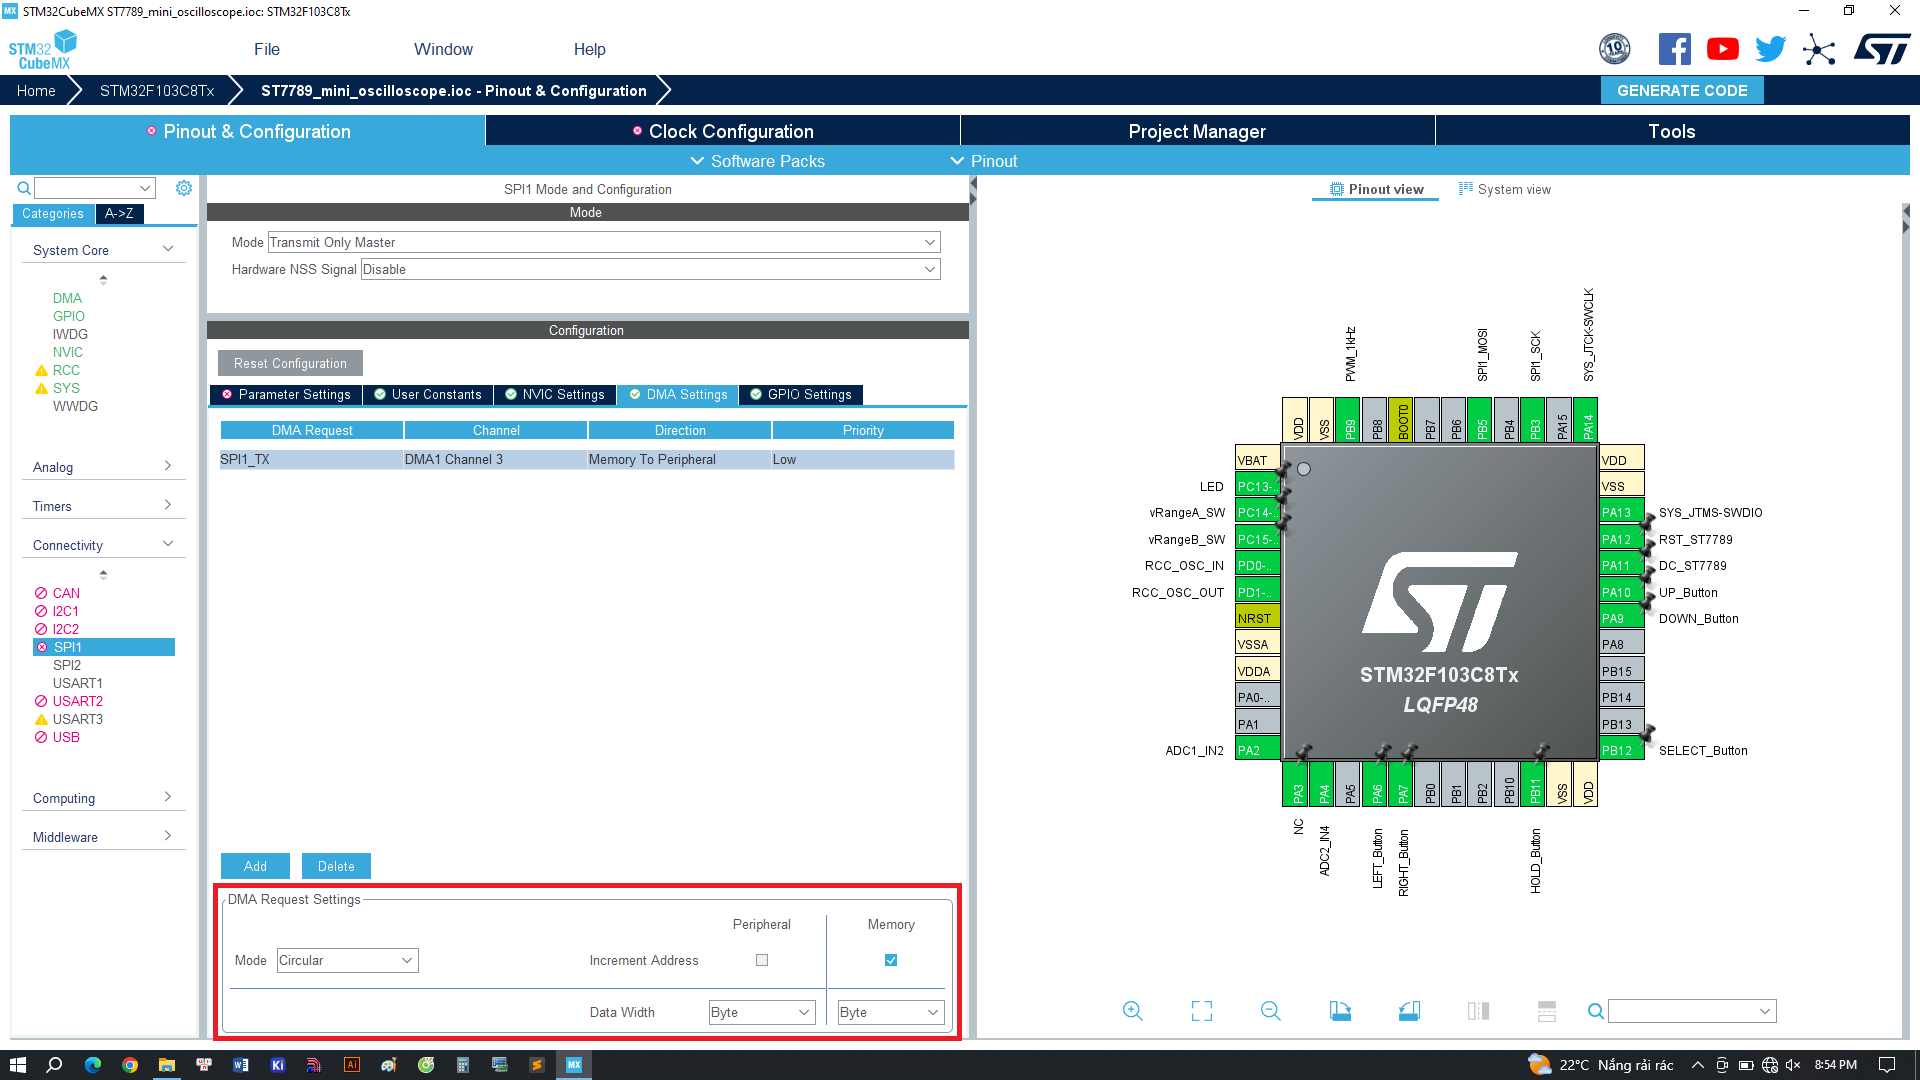 STM32CubeMX ST7789_mini_oscilloscope.ioc: STM32F103C8Tx
STM32
CubeMX
File Window Help
10
Home STM32F103C8Tx ST7789_mini_oscilloscope.ioc - Pinout & Configuration GENERATE CODE
Pinout & Configuration Clock Configuration Project Manager Tools
Software Packs Pinout
Categories A->Z
System Core
DMA
GPIO
IWDG
NVIC
RCC
SYS
WWDG
Analog
Timers
Connectivity
CAN
I2C1
I2C2
SPI1
SPI2
USART1
USART2
USART3
USB
Computing
Middleware
SPI1 Mode and Configuration
Mode
Mode Transmit Only Master
Hardware NSS Signal Disable
Configuration
Reset Configuration
Parameter Settings User Constants NVIC Settings DMA Settings GPIO Settings
DMA Request Channel Direction Priority
SPI1_TX DMA1 Channel 3 Memory To Peripheral Low
Add Delete
DMA Request Settings
Peripheral Memory
Mode Circular Increment Address
Data Width Byte Byte
Pinout view System view
PWM_1kHz SPI1_MOSI SPI1_SCK SYS_JTCK-SWCLK
VDD VSS PB9 PB8 BOOT0 PB7 PB6 PB5 PB4 PB3 PA15 PA14
VBAT VDD
LED PC13-.. VSS
vRangeA_SW PC14-.. PA13 SYS_JTMS-SWDIO
vRangeB_SW PC15-.. PA12 RST_ST7789
RCC_OSC_IN PD0-.. PA11 DC_ST7789
RCC_OSC_OUT PD1-.. PA10 UP_Button
NRST PA9 DOWN_Button
VSSA PA8
VDDA PB15
PA0-.. PB14
PA1 PB13
ADC1_IN2 PA2 PB12 SELECT_Button
STM32F103C8Tx
LQFP48
PA3 PA4 PA5 PA6 PA7 PB0 PB1 PB2 PB10 PB11 VSS VDD
NC ADC2_IN4 LEFT_Button RIGHT_Button HOLD_Button
22°C Nắng rải rác 8:54 PM